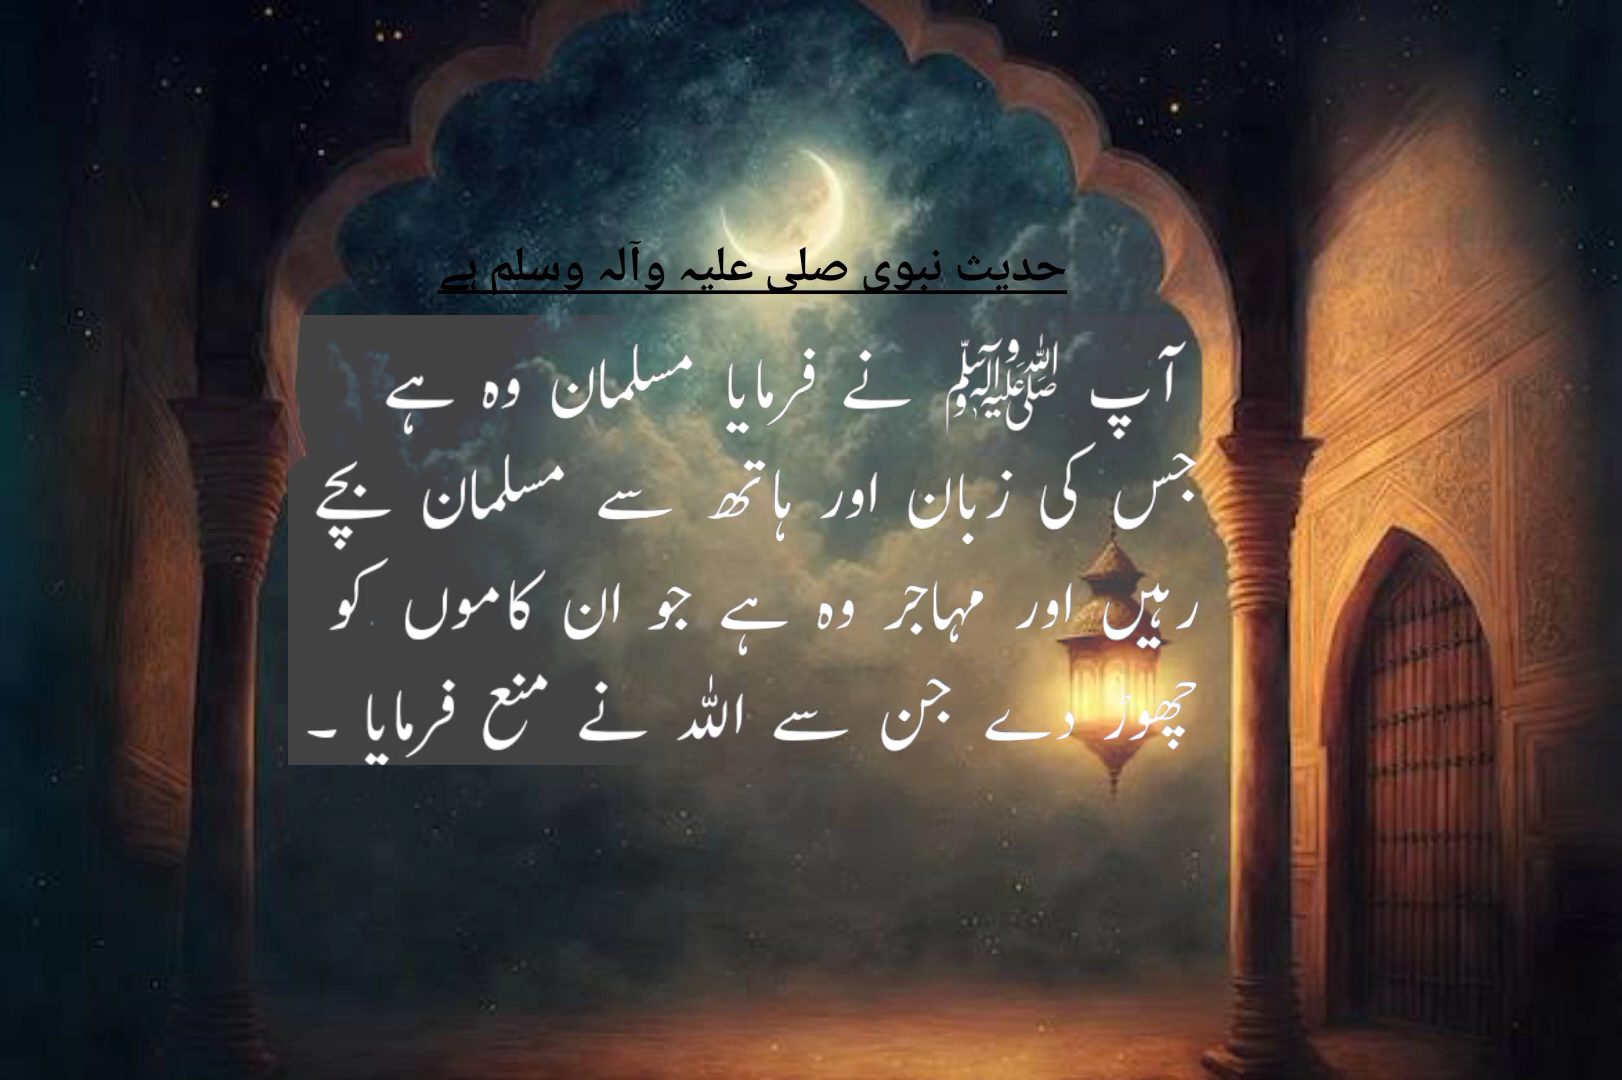 حدیث نبوی صلی علیہ وآلہ وسلم ہے
آپ ﷺ نے فرمایا مسلمان وہ ہے
جس کی زبان اور ہاتھ سے مسلمان بچے
رہیں اور مہاجر وہ ہے جو ان کاموں کو
چھوڑ دے جن سے اللہ نے منع فرمایا ۔